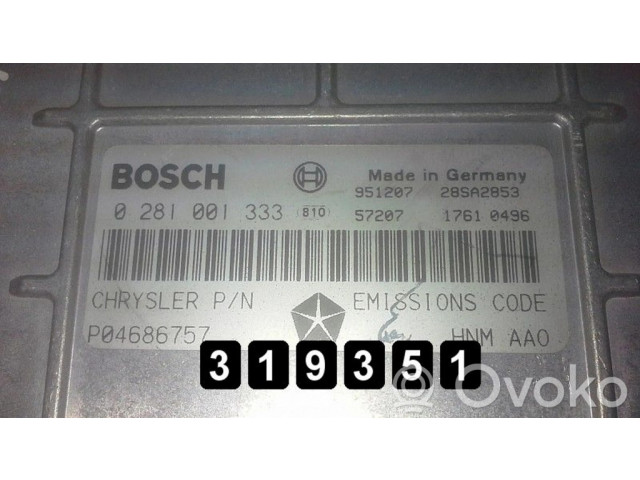 BOSCH Made in Germany
951207 28SA2853
0 281 001 333 810 57207 1761 0496
CHRYSLER P/N EMISSIONS CODE
P04686757 HNM AAO
319351
Ovoko